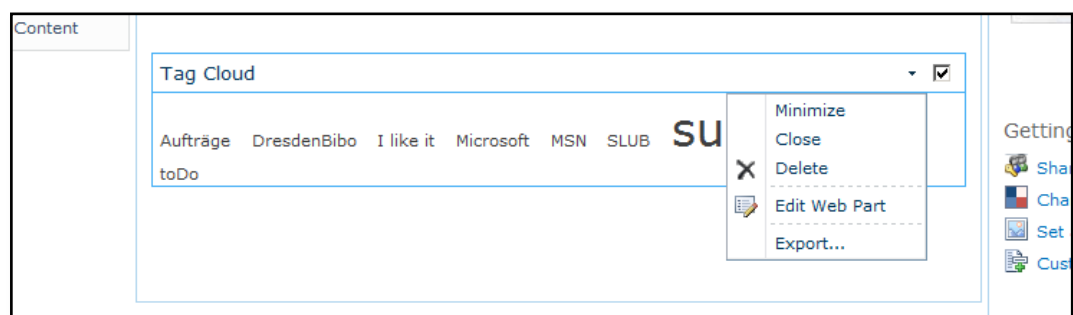 Content
Tag Cloud
Minimize
Close
Delete
Edit Web Part
Export...
Aufträge DresdenBibo I like it Microsoft MSN SLUB
toDo
Getting
Set